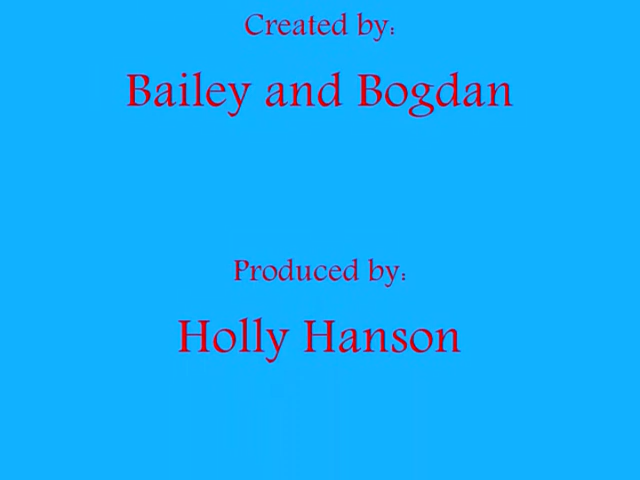 Created by:
Bailey and Bogdan
Produced by:
Holly Hanson